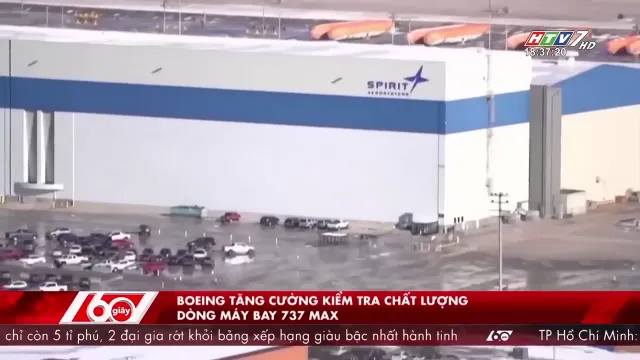 HTV7 HD
18:37:20
SPIRIT
AEROSYSTEMS
60 giây
BOEING TĂNG CƯỜNG KIỂM TRA CHẤT LƯỢNG
DÒNG MÁY BAY 737 MAX
chỉ còn 5 tỉ phú, 2 đại gia rớt khỏi bảng xếp hạng giàu bậc nhất hành tinh 60 giây TP Hồ Chí Minh